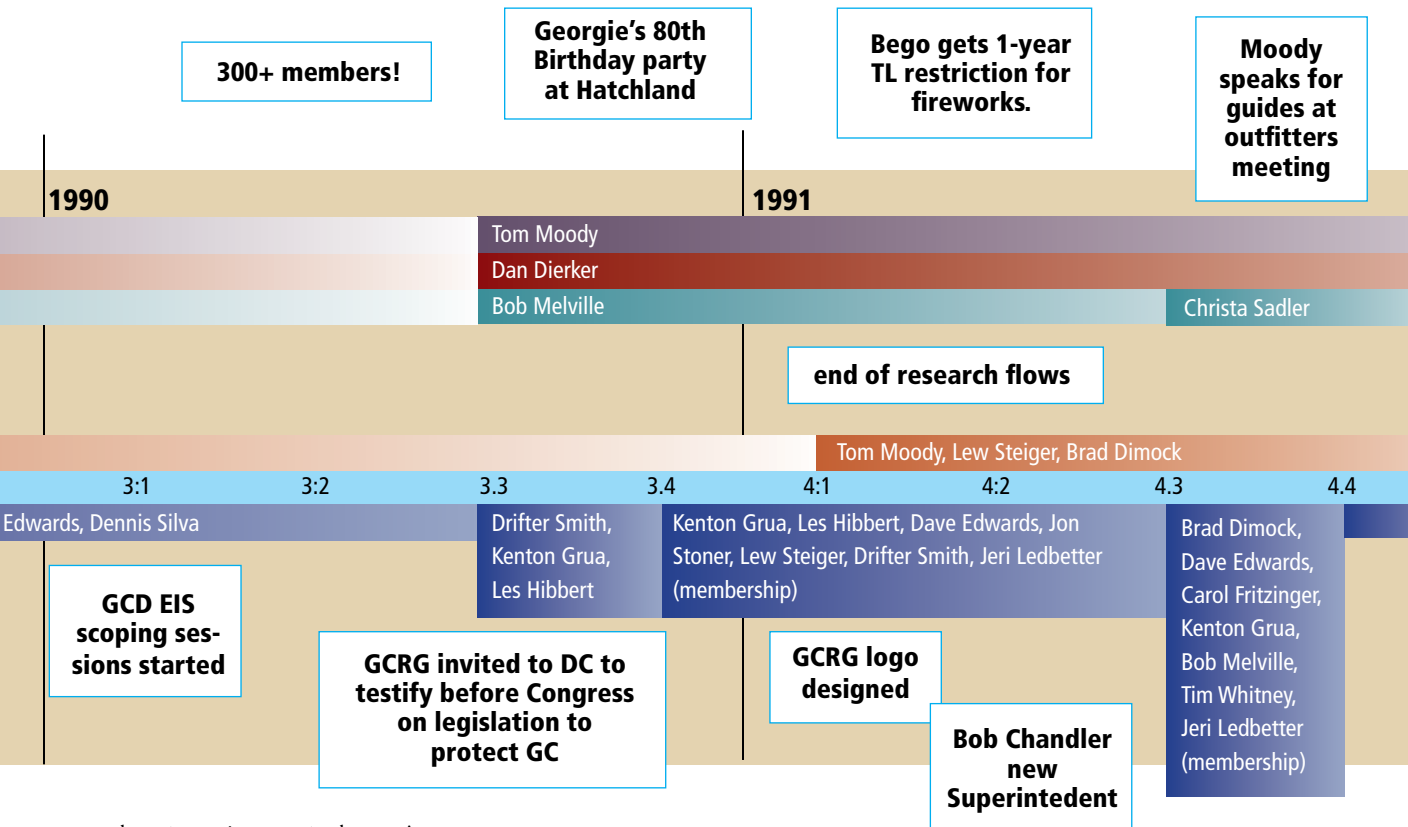 300+ members!
Georgie's 80th
Birthday party
at Hatchland
Bego gets 1-year
TL restriction for
fireworks.
Moody
speaks for
guides at
outfitters
meeting
1990
1991
Tom Moody
Dan Dierker
Bob Melville
Christa Sadler
end of research flows
Tom Moody, Lew Steiger, Brad Dimock
3:1 3:2 3.3 3.4 4:1 4:2 4.3 4.4
Edwards, Dennis Silva
Drifter Smith,
Kenton Grua,
Les Hibbert
Kenton Grua, Les Hibbert, Dave Edwards, Jon
Stoner, Lew Steiger, Drifter Smith, Jeri Ledbetter
(membership)
Brad Dimock,
Dave Edwards,
Carol Fritzinger,
Kenton Grua,
Bob Melville,
Tim Whitney,
Jeri Ledbetter
(membership)
GCD EIS
scoping ses-
sions started
GCRG invited to DC to
testify before Congress
on legislation to
protect GC
GCRG logo
designed
Bob Chandler
new
Superintedent